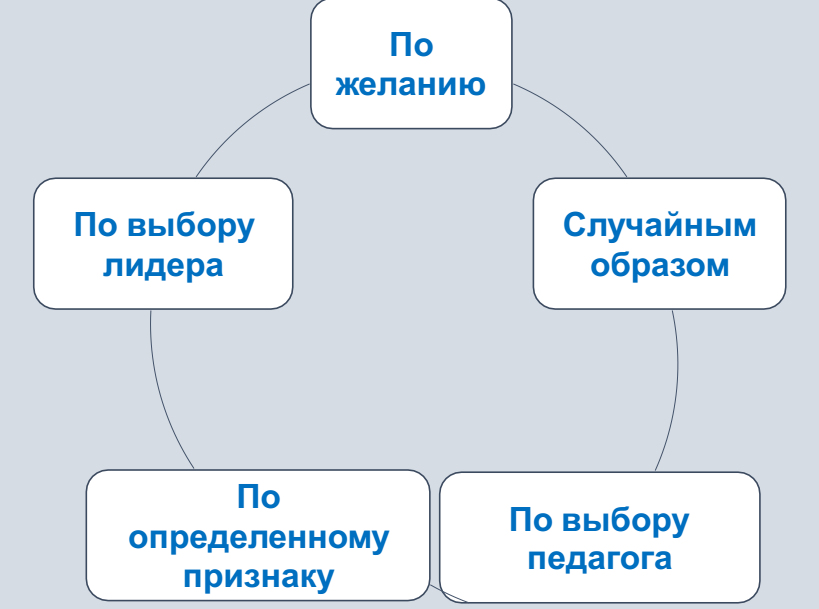 По
желанию
Случайным
образом
По выбору
педагога
По
определенному
признаку
По выбору
лидера